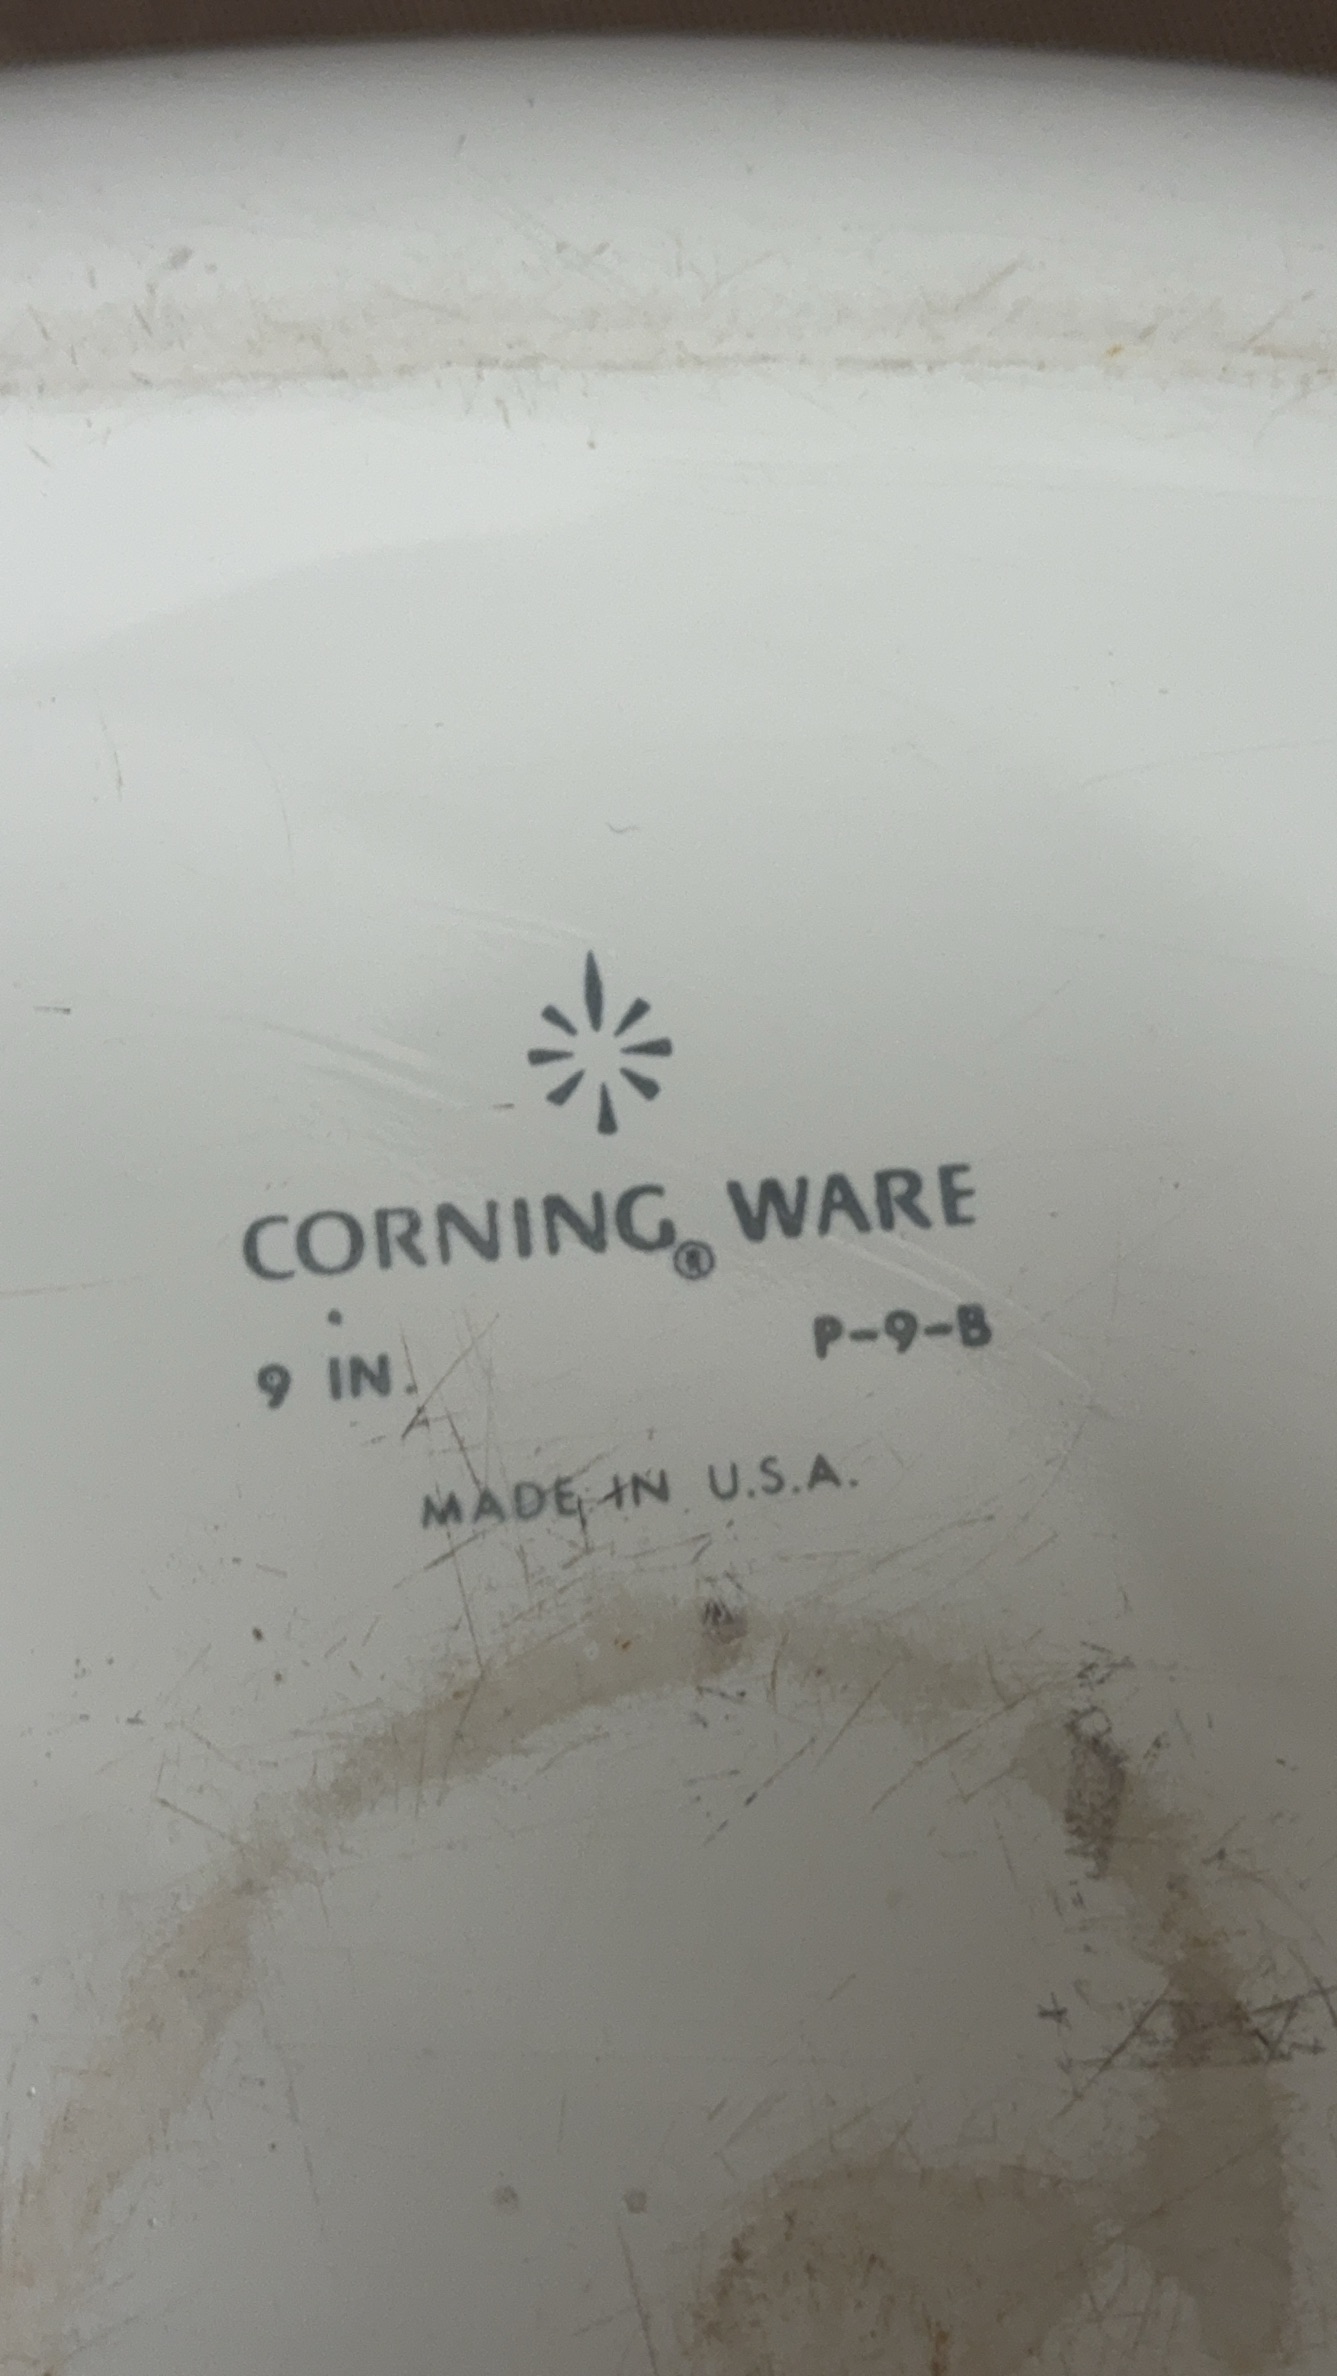 CORNING® WARE
9 IN. P-9-B
MADE IN U.S.A.